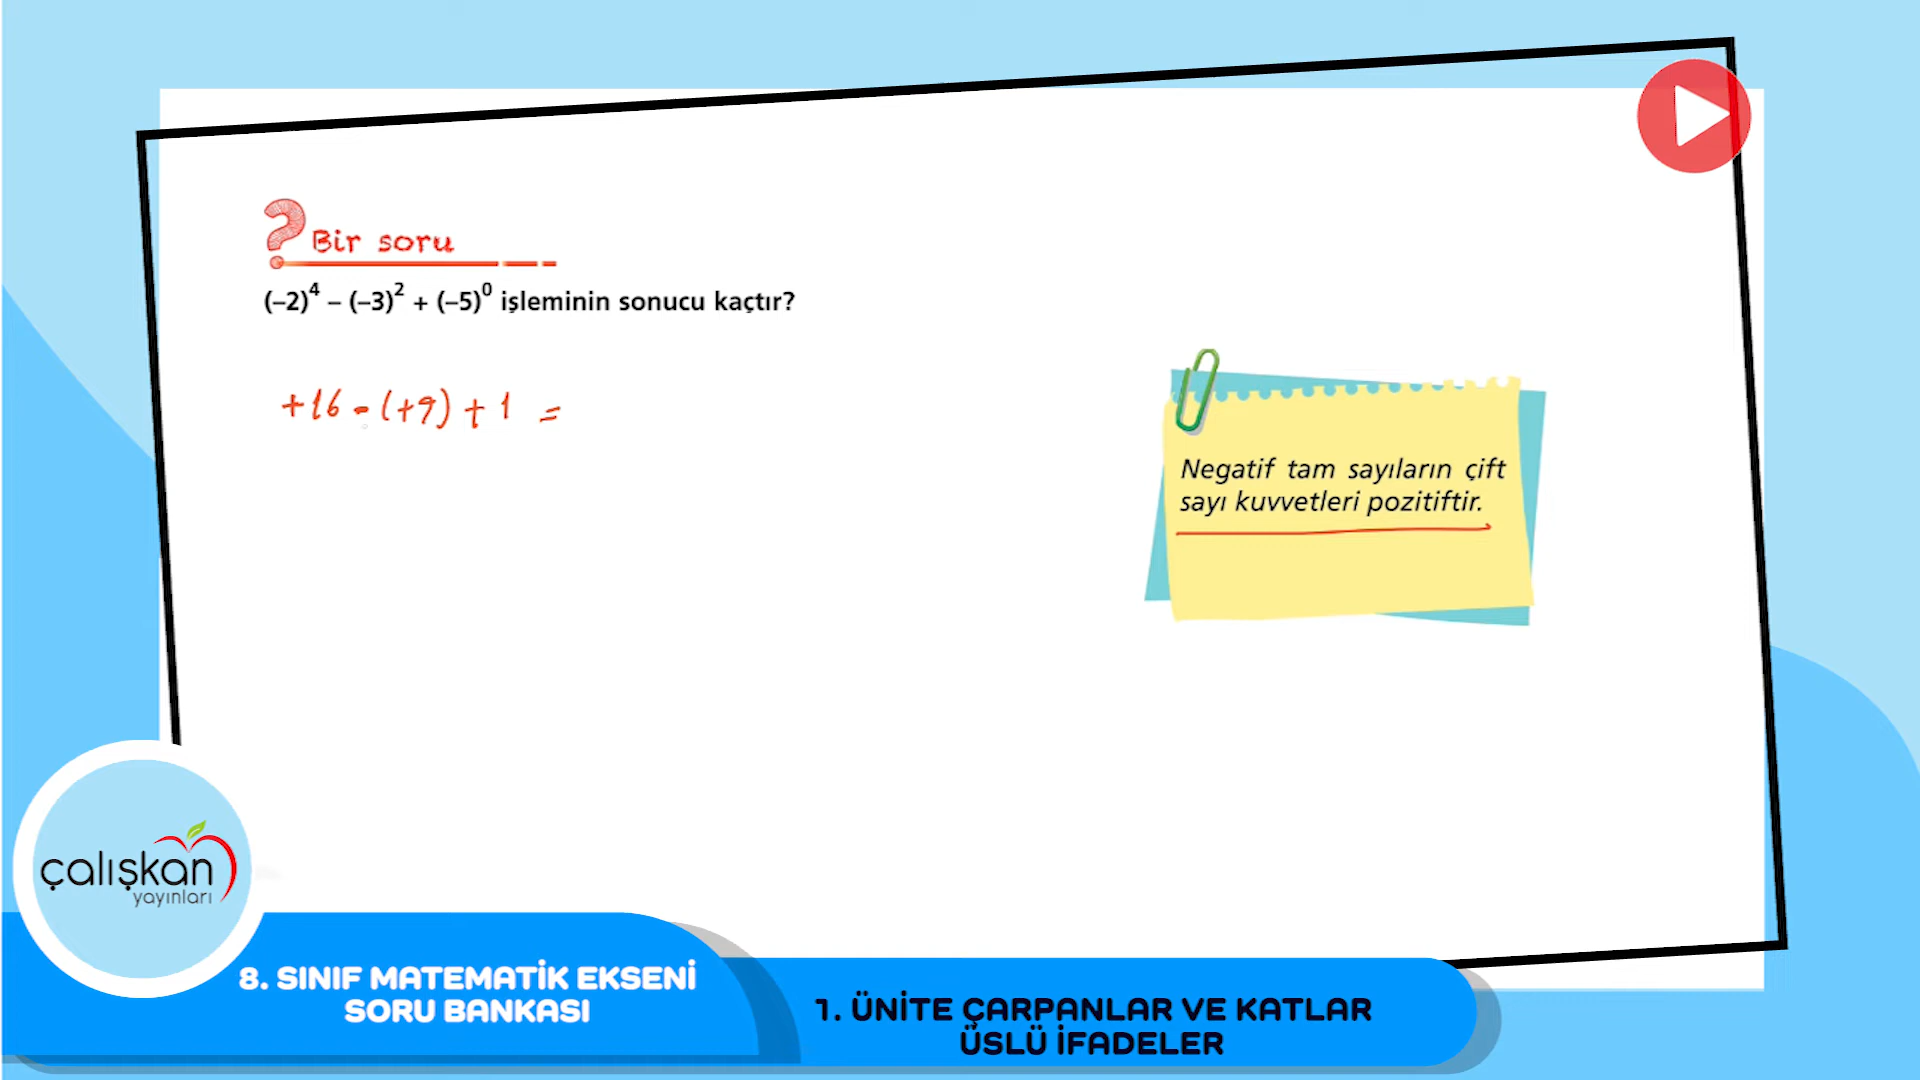 Bir soru
(–2)⁴ – (–3)² + (–5)⁰ işleminin sonucu kaçtır?
+16 - (+9) + 1 =
Negatif tam sayıların çift
sayı kuvvetleri pozitiftir.
çalışkan
yayınları
8. SINIF MATEMATİK EKSENİ
SORU BANKASI
1. ÜNİTE ÇARPANLAR VE KATLAR
ÜSLÜ İFADELER